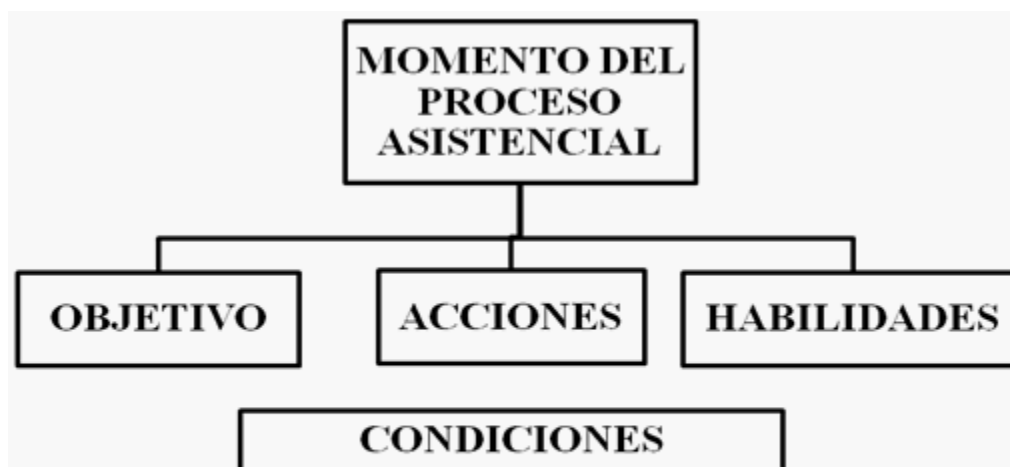 MOMENTO DEL
PROCESO
ASISTENCIAL
OBJETIVO
ACCIONES
HABILIDADES
CONDICIONES